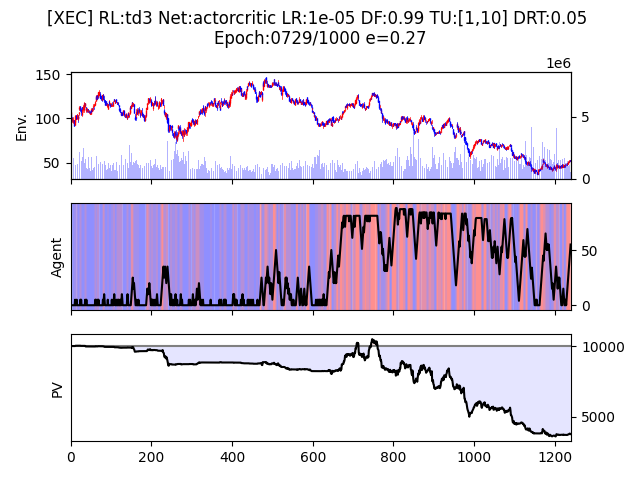 [XEC] RL:td3 Net:actorcritic LR:1e-05 DF:0.99 TU:[1,10] DRT:0.05
Epoch:0729/1000 e=0.27
1e6
150
100
50
Env.
5
0
Agent
50
0
PV
10000
5000
0
200
400
600
800
1000
1200